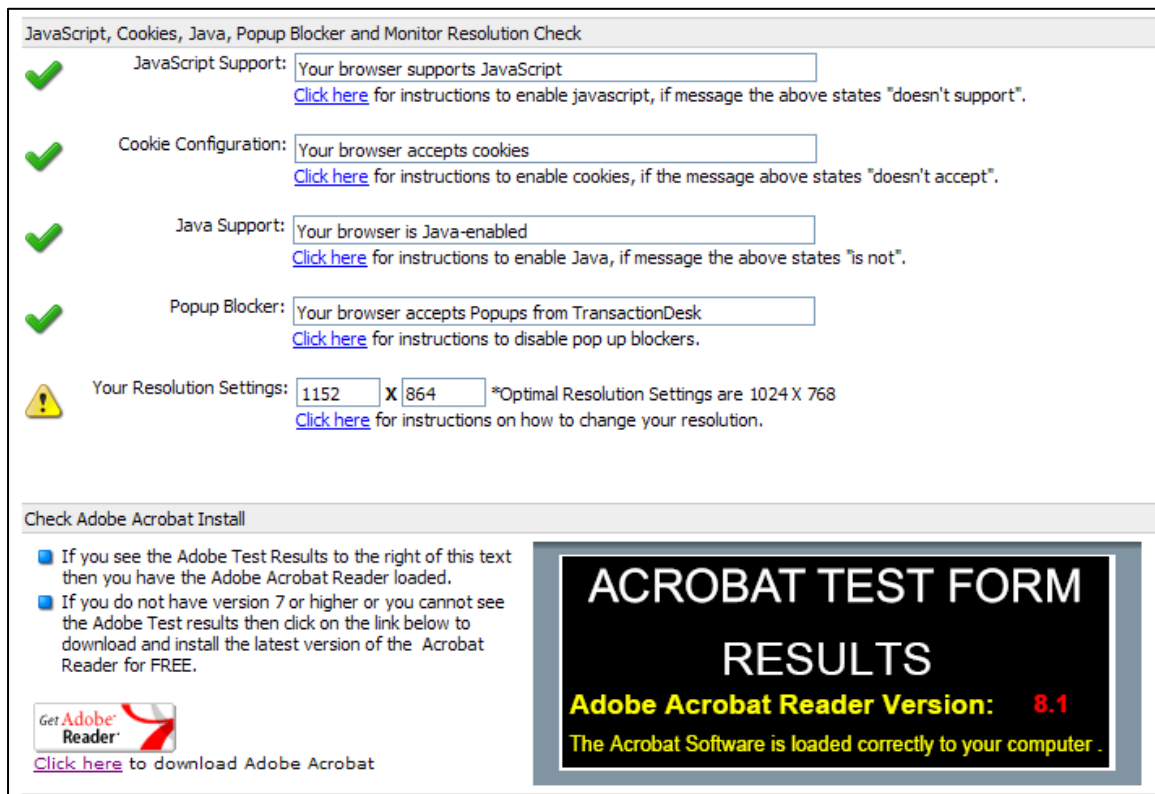 JavaScript, Cookies, Java, Popup Blocker and Monitor Resolution Check
JavaScript Support: Your browser supports JavaScript
Click here for instructions to enable javascript, if message the above states "doesn't support".
Cookie Configuration: Your browser accepts cookies
Click here for instructions to enable cookies, if the message above states "doesn't accept".
Java Support: Your browser is Java-enabled
Click here for instructions to enable Java, if message the above states "is not".
Popup Blocker: Your browser accepts Popups from TransactionDesk
Click here for instructions to disable pop up blockers.
Your Resolution Settings: 1152 X 864 *Optimal Resolution Settings are 1024 X 768
Click here for instructions on how to change your resolution.
Check Adobe Acrobat Install
If you see the Adobe Test Results to the right of this text
then you have the Adobe Acrobat Reader loaded.
If you do not have version 7 or higher or you cannot see
the Adobe Test results then click on the link below to
download and install the latest version of the Acrobat
Reader for FREE.
Get Adobe
Reader
Click here to download Adobe Acrobat
ACROBAT TEST FORM
RESULTS
Adobe Acrobat Reader Version: 8.1
The Acrobat Software is loaded correctly to your computer .